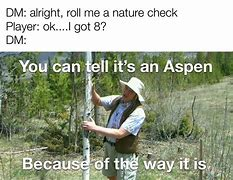 DM: alright, roll me a nature check
Player: ok....I got 8?
DM:
You can tell it's an Aspen
Because of the way it is.